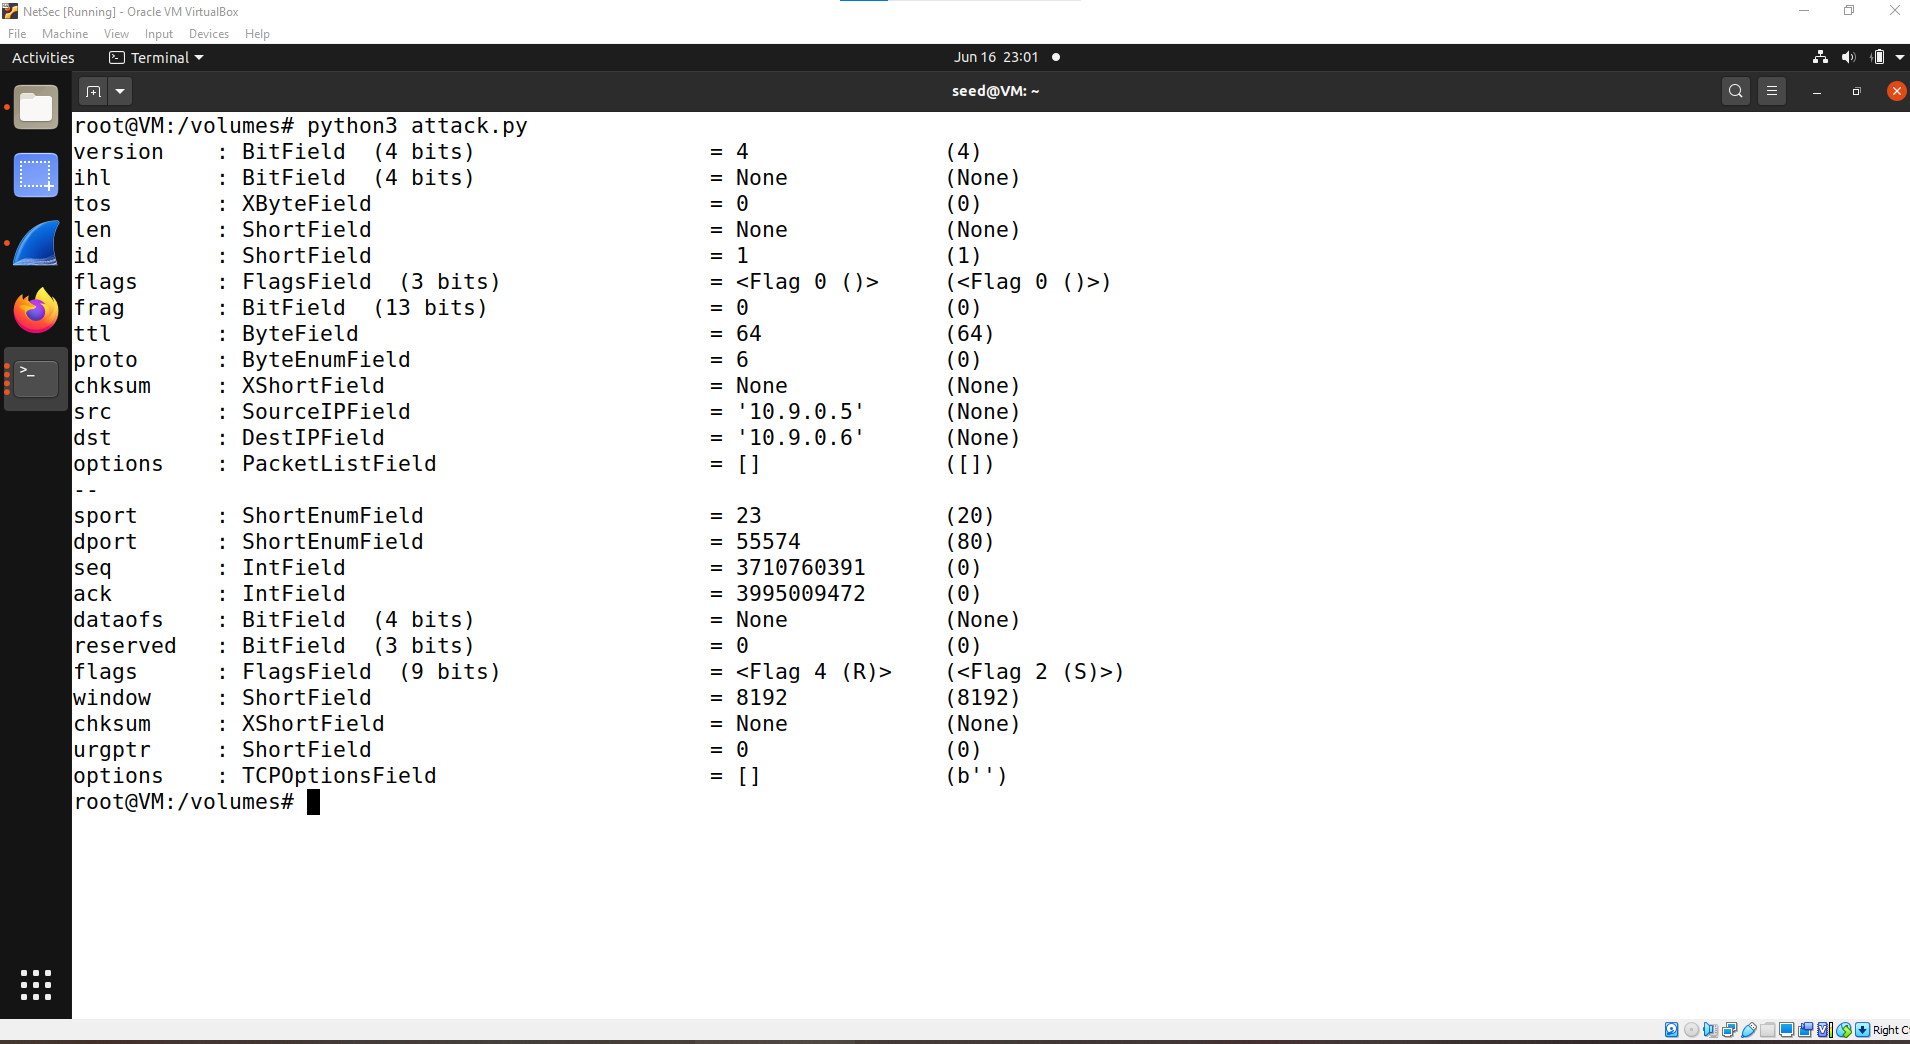 NetSec [Running] - Oracle VM VirtualBox
File Machine View Input Devices Help
Activities Terminal Jun 16 23:01
seed@VM: ~
root@VM:/volumes# python3 attack.py
version : BitField (4 bits) = 4 (4)
ihl : BitField (4 bits) = None (None)
tos : XByteField = 0 (0)
len : ShortField = None (None)
id : ShortField = 1 (1)
flags : FlagsField (3 bits) = <Flag 0 ()> (<Flag 0 ()>)
frag : BitField (13 bits) = 0 (0)
ttl : ByteField = 64 (64)
proto : ByteEnumField = 6 (0)
chksum : XShortField = None (None)
src : SourceIPField = '10.9.0.5' (None)
dst : DestIPField = '10.9.0.6' (None)
options : PacketListField = [] ([])
--
sport : ShortEnumField = 23 (20)
dport : ShortEnumField = 55574 (80)
seq : IntField = 3710760391 (0)
ack : IntField = 3995009472 (0)
dataofs : BitField (4 bits) = None (None)
reserved : BitField (3 bits) = 0 (0)
flags : FlagsField (9 bits) = <Flag 4 (R)> (<Flag 2 (S)>)
window : ShortField = 8192 (8192)
chksum : XShortField = None (None)
urgptr : ShortField = 0 (0)
options : TCPOptionsField = [] (b'')
root@VM:/volumes#
Right C